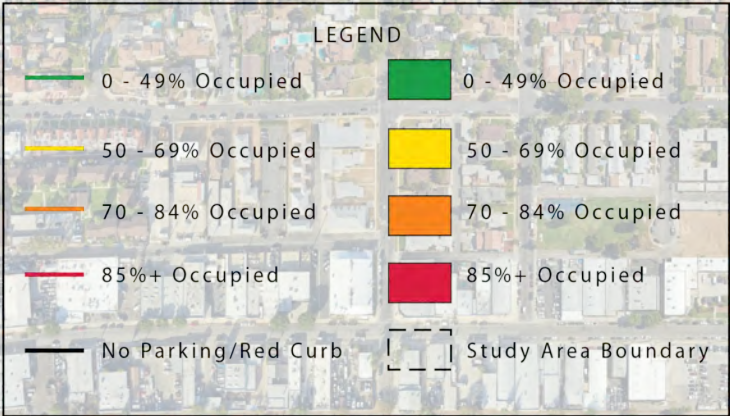 LEGEND
0 - 49% Occupied
0 - 49% Occupied
50 - 69% Occupied
50 - 69% Occupied
70 - 84% Occupied
70 - 84% Occupied
85%+ Occupied
85%+ Occupied
No Parking/Red Curb
Study Area Boundary